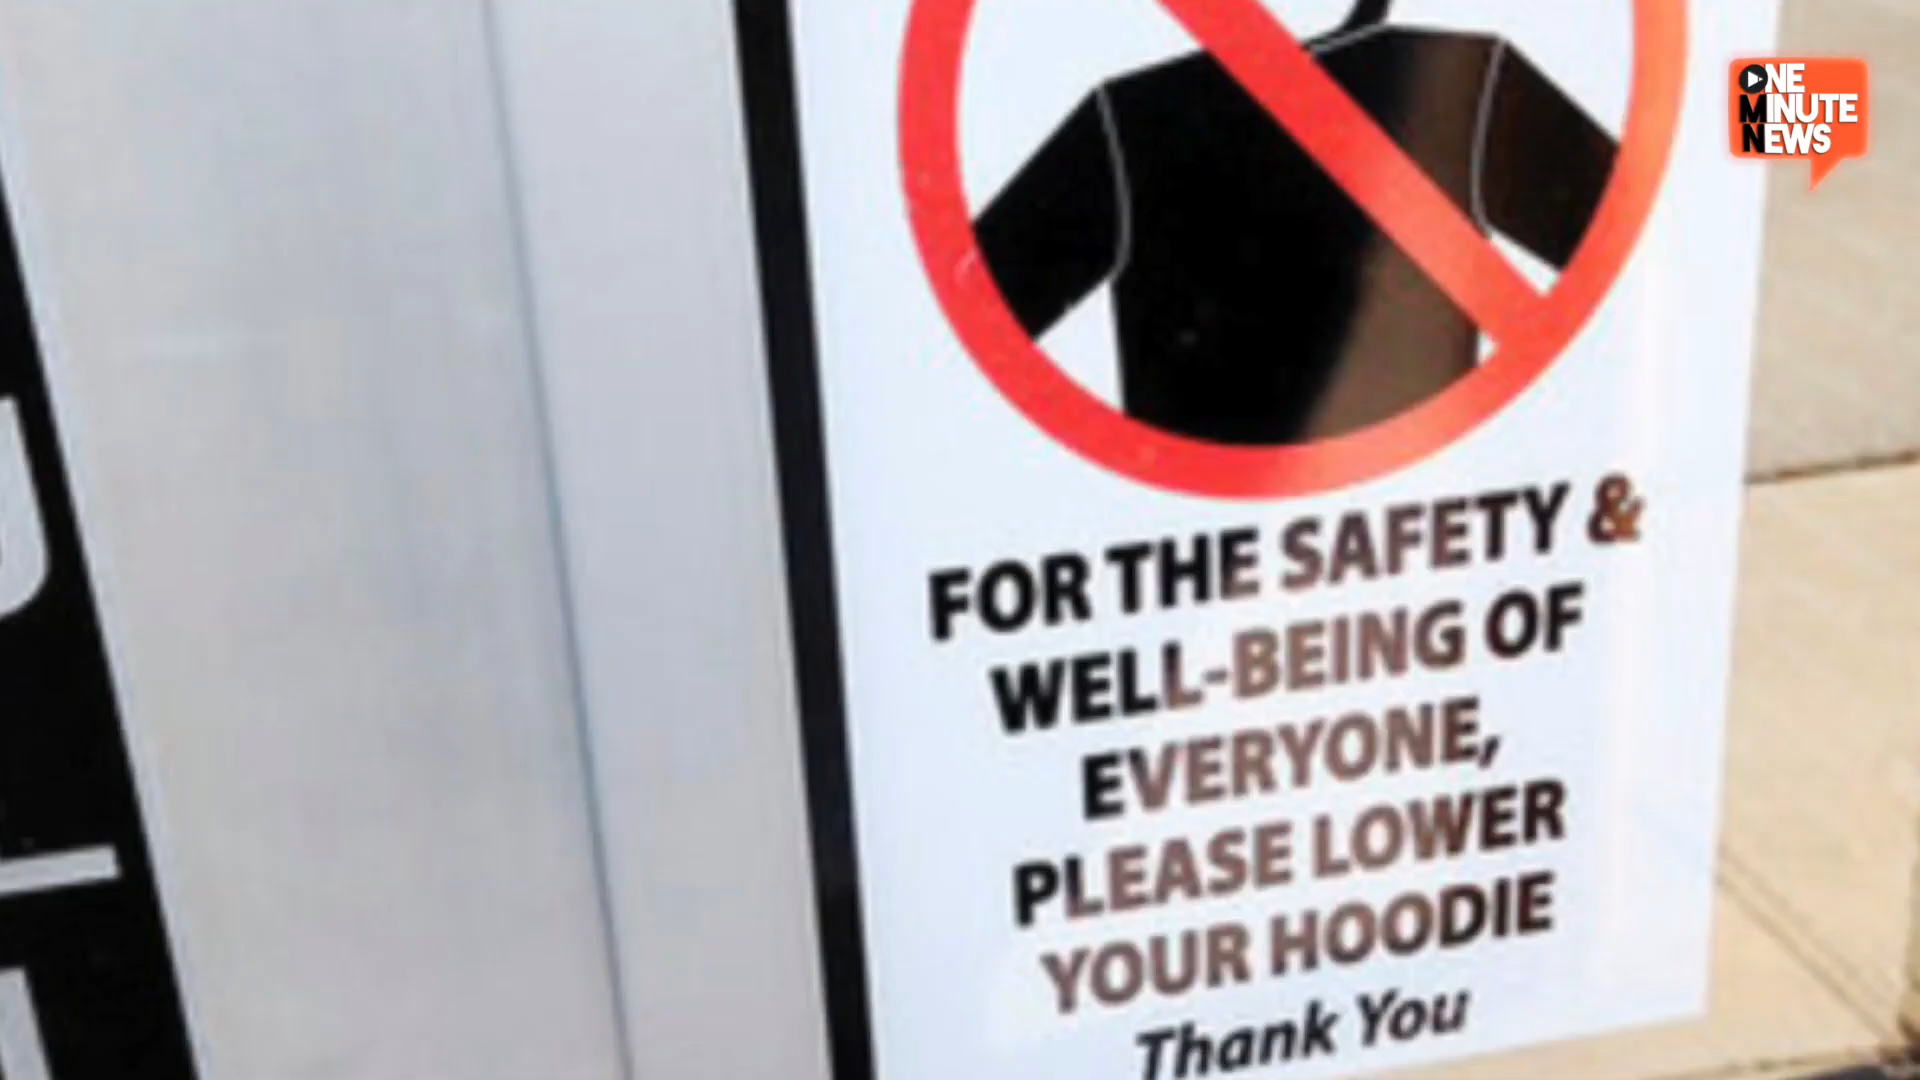 ONE
MINUTE
NEWS
FOR THE SAFETY &
WELL-BEING OF
EVERYONE,
PLEASE LOWER
YOUR HOODIE
Thank You